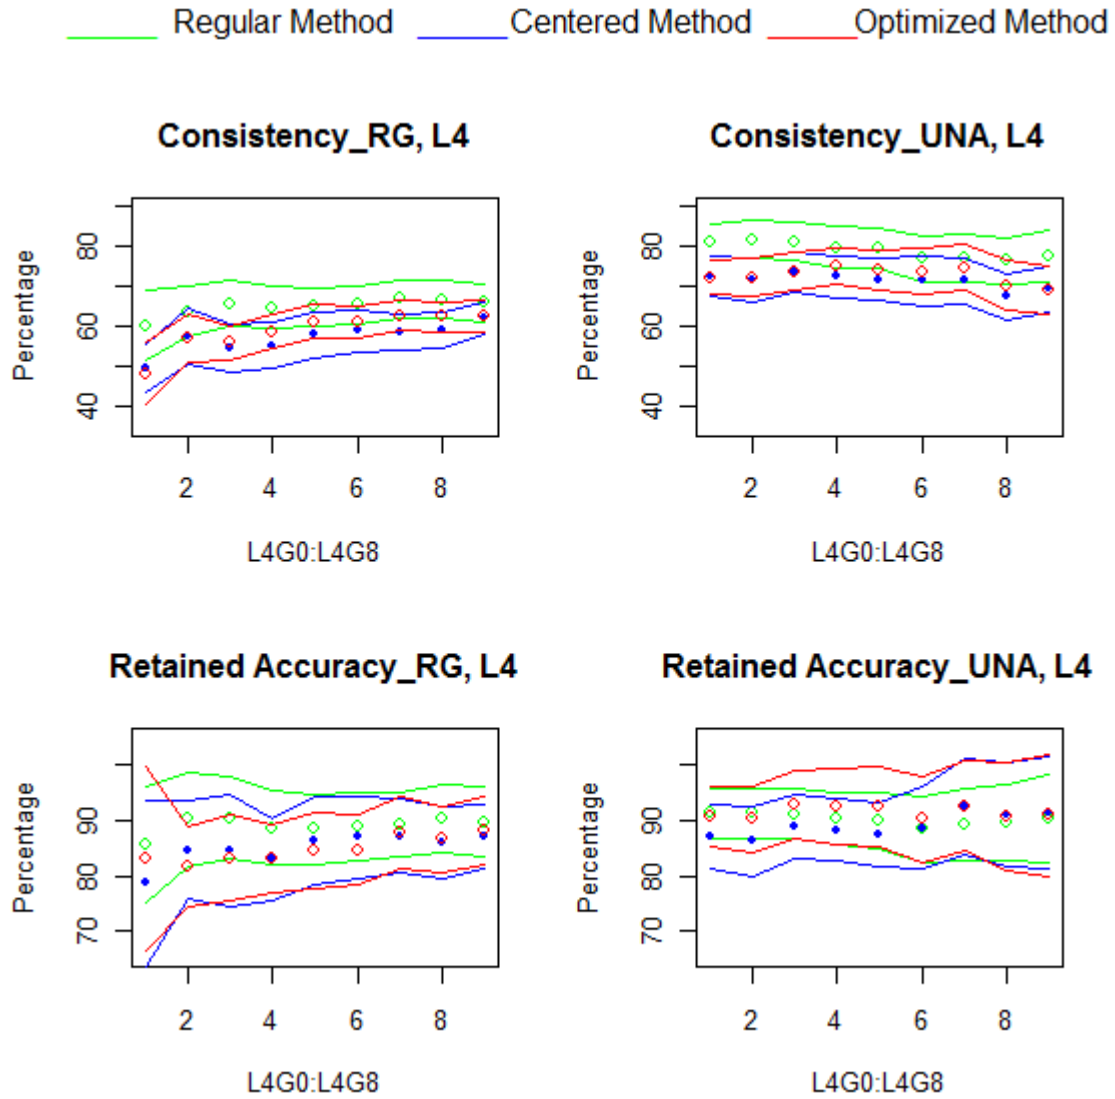 Regular Method Centered Method Optimized Method
Consistency_RG, L4
Percentage
80
60
40
2 4 6 8
L4G0:L4G8
Consistency_UNA, L4
Percentage
80
60
40
2 4 6 8
L4G0:L4G8
Retained Accuracy_RG, L4
Percentage
90
80
70
2 4 6 8
L4G0:L4G8
Retained Accuracy_UNA, L4
Percentage
90
80
70
2 4 6 8
L4G0:L4G8